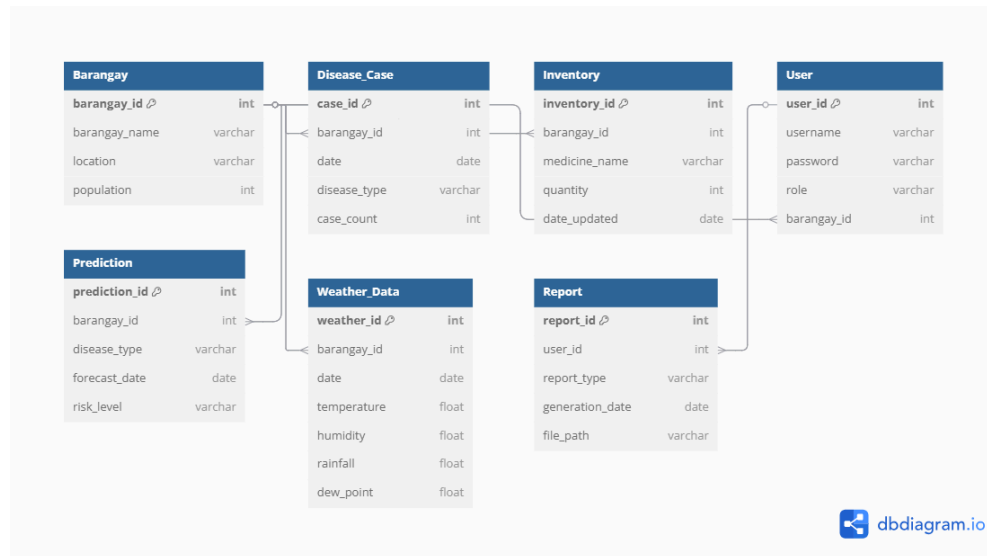 Barangay
barangay_id int
barangay_name varchar
location varchar
population int
Disease_Case
case_id int
barangay_id int
date date
disease_type varchar
case_count int
Inventory
inventory_id int
barangay_id int
medicine_name varchar
quantity int
date_updated date
User
user_id int
username varchar
password varchar
role varchar
barangay_id int
Prediction
prediction_id int
barangay_id int
disease_type varchar
forecast_date date
risk_level varchar
Weather_Data
weather_id int
barangay_id int
date date
temperature float
humidity float
rainfall float
dew_point float
Report
report_id int
user_id int
report_type varchar
generation_date date
file_path varchar
dbdiagram.io